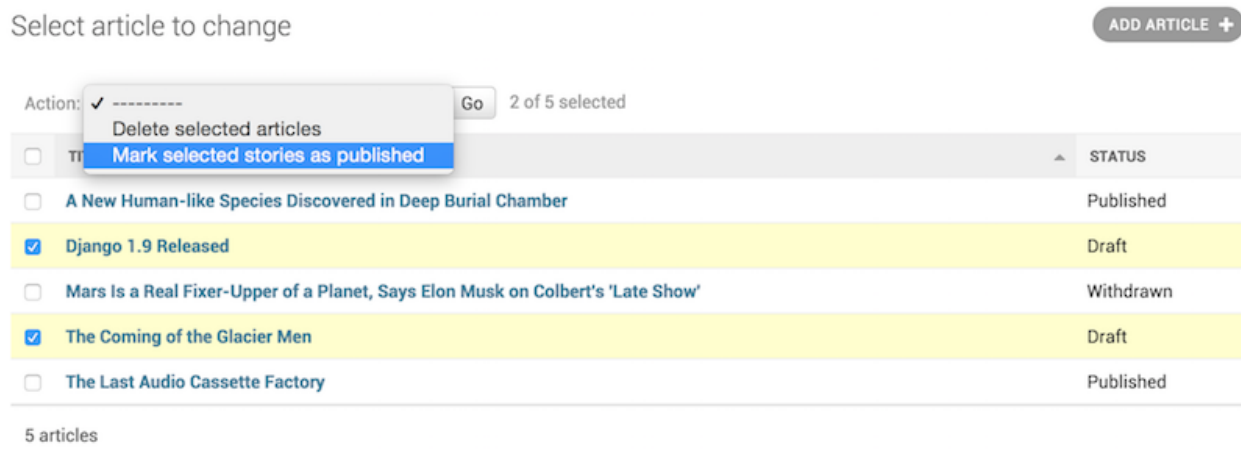 Select article to change
ADD ARTICLE +
Action: ✓ ---------
Go
2 of 5 selected
Delete selected articles
Mark selected stories as published
STATUS
A New Human-like Species Discovered in Deep Burial Chamber
Published
Django 1.9 Released
Draft
Mars Is a Real Fixer-Upper of a Planet, Says Elon Musk on Colbert's 'Late Show'
Withdrawn
The Coming of the Glacier Men
Draft
The Last Audio Cassette Factory
Published
5 articles